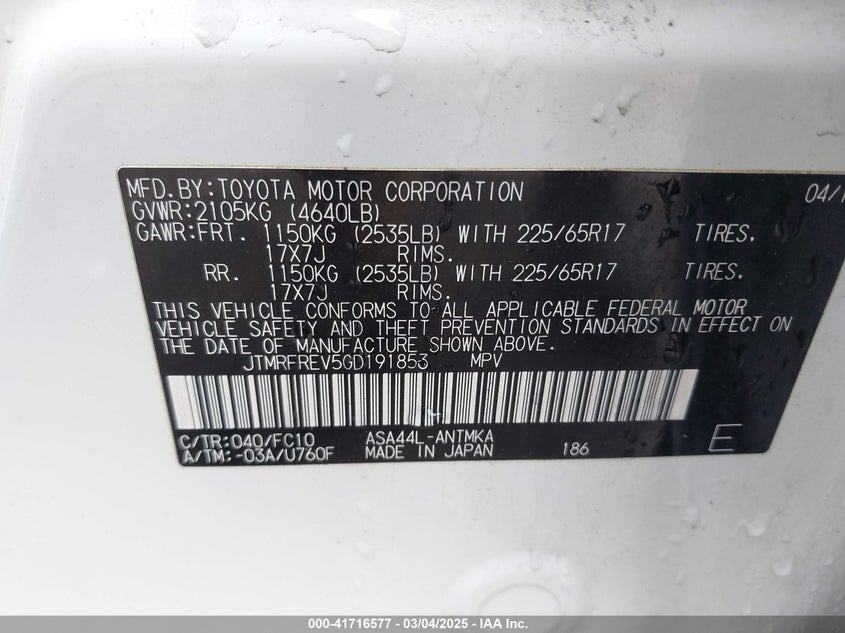 MFD.BY:TOYOTA MOTOR CORPORATION 04/1
GVWR:2105KG (4640LB)
GAWR:FRT. 1150KG (2535LB) WITH 225/65R17 TIRES.
17X7J RIMS.
RR. 1150KG (2535LB) WITH 225/65R17 TIRES.
17X7J RIMS.
THIS VEHICLE CONFORMS TO ALL APPLICABLE FEDERAL MOTOR
VEHICLE SAFETY AND THEFT PREVENTION STANDARDS IN EFFECT ON
THE DATE OF MANUFACTURE SHOWN ABOVE.
JTMRFREV5GD191853 MPV
C/TR:040/FC10 ASA44L-ANTMKA
A/TM:-03A/U760F MADE IN JAPAN 186 E
000-41716577 - 03/04/2025 - IAA Inc.